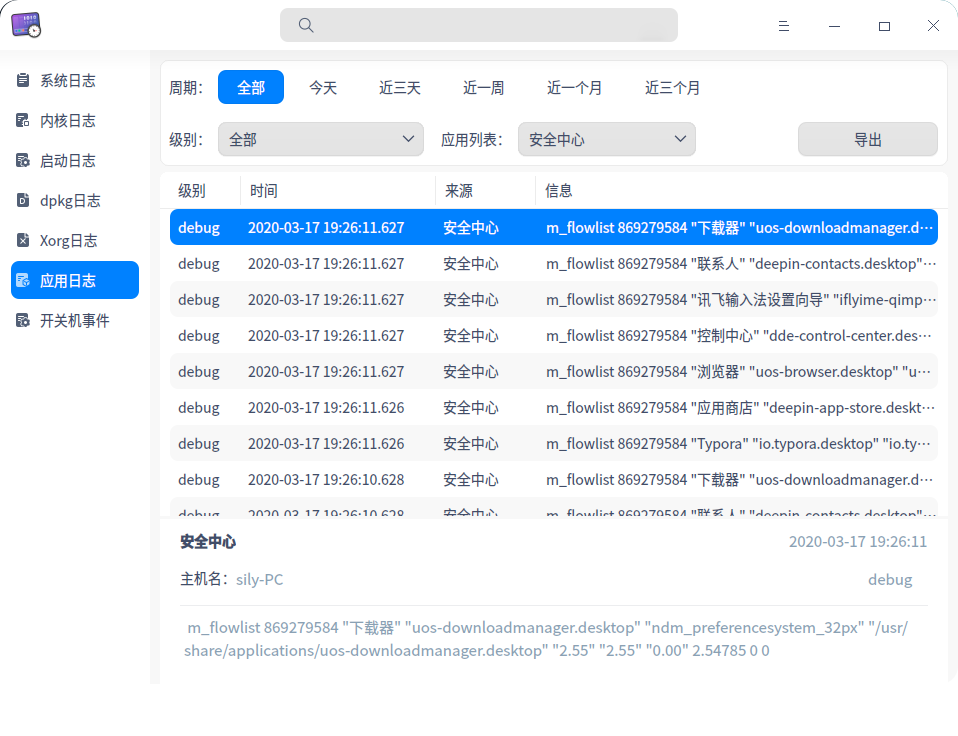 系统日志
内核日志
启动日志
dpkg日志
Xorg日志
应用日志
开关机事件
周期： 全部 今天 近三天 近一周 近一个月 近三个月
级别： 全部 应用列表： 安全中心 导出
级别 时间 来源 信息
debug 2020-03-17 19:26:11.627 安全中心 m_flowlist 869279584 "下载器" "uos-downloadmanager.d…
debug 2020-03-17 19:26:11.627 安全中心 m_flowlist 869279584 "联系人" "deepin-contacts.desktop"…
debug 2020-03-17 19:26:11.627 安全中心 m_flowlist 869279584 "讯飞输入法设置向导" "iflyime-qimp…
debug 2020-03-17 19:26:11.627 安全中心 m_flowlist 869279584 "控制中心" "dde-control-center.des…
debug 2020-03-17 19:26:11.627 安全中心 m_flowlist 869279584 "浏览器" "uos-browser.desktop" "u…
debug 2020-03-17 19:26:11.626 安全中心 m_flowlist 869279584 "应用商店" "deepin-app-store.deskt…
debug 2020-03-17 19:26:11.626 安全中心 m_flowlist 869279584 "Typora" "io.typora.desktop" "io.ty…
debug 2020-03-17 19:26:10.628 安全中心 m_flowlist 869279584 "下载器" "uos-downloadmanager.d…
debug 2020-03-17 19:26:10.628 安全中心 m_flowlist 869279584 "联系人" "deepin-contacts.desktop"…
安全中心 2020-03-17 19:26:11
主机名： sily-PC debug
m_flowlist 869279584 "下载器" "uos-downloadmanager.desktop" "ndm_preferencesystem_32px" "/usr/
share/applications/uos-downloadmanager.desktop" "2.55" "2.55" "0.00" 2.54785 0 0